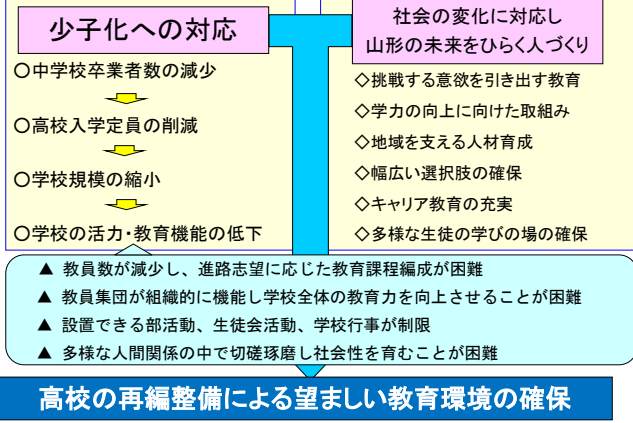 少子化への対応
〇中学校卒業者数の減少
〇高校入学定員の削減
〇学校規模の縮小
〇学校の活力・教育機能の低下
社会の変化に対応し
山形の未来をひらく人づくり
◇挑戦する意欲を引き出す教育
◇学力の向上に向けた取組み
◇地域を支える人材育成
◇幅広い選択肢の確保
◇キャリア教育の充実
◇多様な生徒の学びの場の確保
▲ 教員数が減少し、進路志望に応じた教育課程編成が困難
▲ 教員集団が組織的に機能し学校全体の教育力を向上させることが困難
▲ 設置できる部活動、生徒会活動、学校行事が制限
▲ 多様な人間関係の中で切磋琢磨し社会性を育むことが困難
高校の再編整備による望ましい教育環境の確保